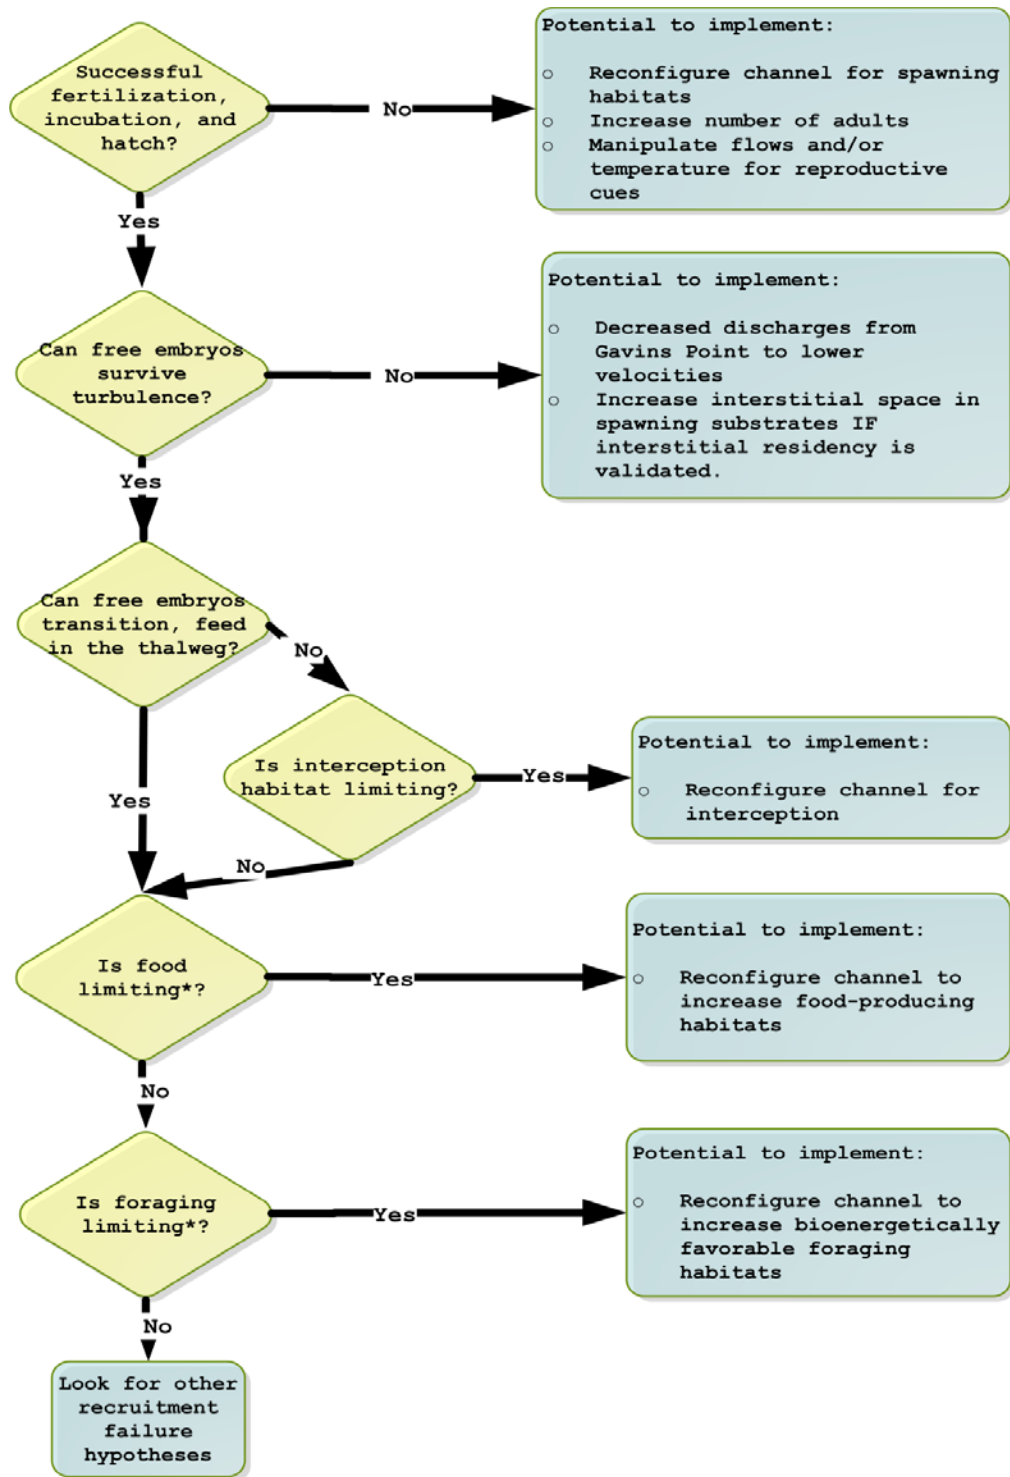 Successful
fertilization,
incubation, and
hatch?
No
Potential to implement:
○ Reconfigure channel for spawning
habitats
○ Increase number of adults
○ Manipulate flows and/or
temperature for reproductive
cues
Yes
Can free embryos
survive
turbulence?
No
Potential to implement:
○ Decreased discharges from
Gavins Point to lower
velocities
○ Increase interstitial space in
spawning substrates IF
interstitial residency is
validated.
Yes
Can free embryos
transition, feed
in the thalweg?
No
Is interception
habitat limiting?
Yes
Potential to implement:
○ Reconfigure channel for
interception
Yes
No
Is food
limiting*?
Yes
Potential to implement:
○ Reconfigure channel to
increase food-producing
habitats
No
Is foraging
limiting*?
Yes
Potential to implement:
○ Reconfigure channel to
increase bioenergetically
favorable foraging
habitats
No
Look for other
recruitment
failure
hypotheses